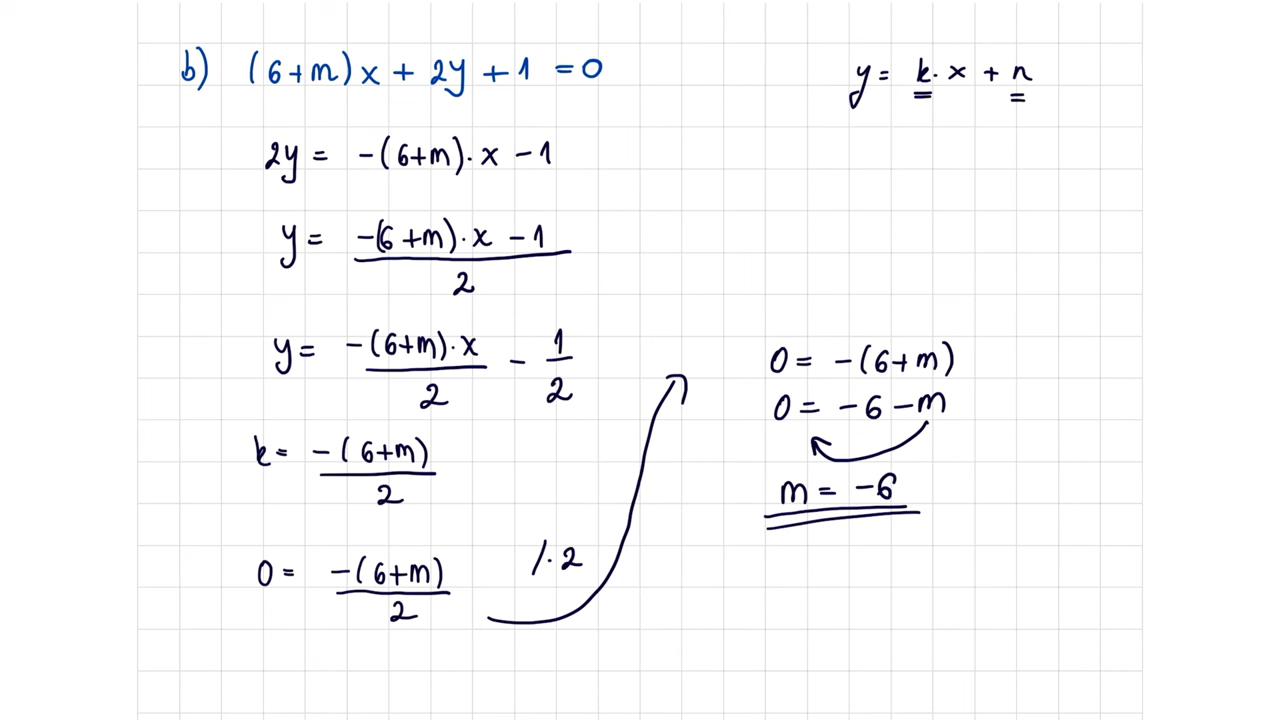 b) (6+m)x + 2y + 1 = 0
y = k·x + n
2y = -(6+m)·x - 1
y = -(6+m)·x - 1
2
y = -(6+m)·x - 1
2 2
k = -(6+m)
2
0 = -(6+m) /·2
2
0 = -(6+m)
0 = -6 - m
m = -6